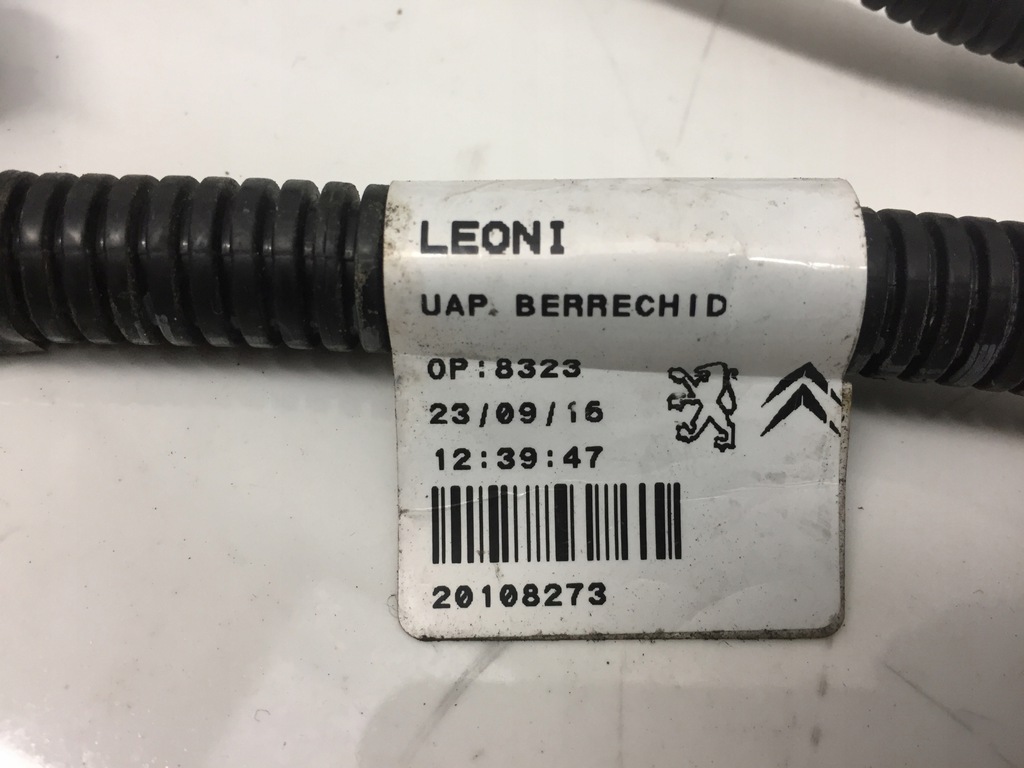 LEONI
UAP. BERRECHID
OP:8323
23/09/16
12:39:47
20108273